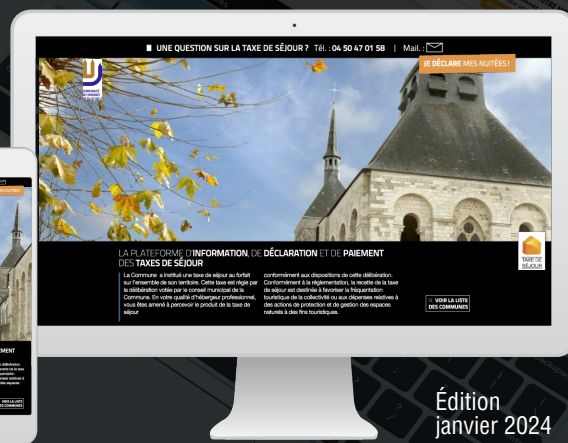 UNE QUESTION SUR LA TAXE DE SÉJOUR ? Tél. : 04 50 47 01 58 | Mail. :
JE DÉCLARE MES NUITÉES !
LA PLATEFORME D'INFORMATION, DE DÉCLARATION ET DE PAIEMENT
DES TAXES DE SÉJOUR
La Commune a institué une taxe de séjour au forfait
sur l'ensemble de son territoire. Cette taxe est régie par
la délibération votée par le conseil municipal de la
Commune. En votre qualité d'hébergeur professionnel,
vous êtes amené à percevoir le produit de la taxe de
séjour
conformément aux dispositions de cette délibération.
Conformément à la réglementation, la recette de la taxe
de séjour est destinée à favoriser la fréquentation
touristique de la collectivité ou aux dépenses relatives à
des actions de protection et de gestion des espaces
naturels à des fins touristiques.
TAXE DE
SÉJOUR
VOIR LA LISTE
DES COMMUNES
Édition
janvier 2024